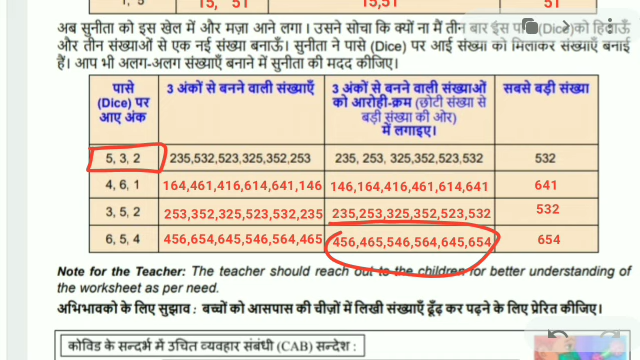 1, 5 15, 51 15,51 51
अब सुनीता को इस खेल में और मज़ा आने लगा। उसने सोचा कि क्यों ना मैं तीन बार इस (Dice)को हिलाऊँ
और तीन संख्याओं से एक नई संख्या बनाऊँ। सुनीता ने पासे (Dice) पर आई संख्या को मिलाकर संख्याएँ बनाई
हैं। आप भी अलग-अलग संख्याएँ बनाने में सुनीता की मदद कीजिए।
पासे (Dice) पर आए अंक
3 अंकों से बनने वाली संख्याएँ
3 अंकों से बनने वाली संख्याओं को आरोही-क्रम (छोटी संख्या से बड़ी संख्या की ओर) में लगाइए।
सबसे बड़ी संख्या
5, 3, 2 235,532,523,325,352,253 235, 253, 325,352,523,532 532
4, 6, 1 164,461,416,614,641,146 146,164,416,461,614,641 641
3, 5, 2 253,352,325,523,532,235 235,253,325,352,523,532 532
6, 5, 4 456,654,645,546,564,465 456,465,546,564,645,654 654
Note for the Teacher: The teacher should reach out to the children for better understanding of
the worksheet as per need.
अभिभावको के लिए सुझाव : बच्चों को आसपास की चीज़ों में लिखी संख्याएँ ढूँढ़ कर पढ़ने के लिए प्रेरित कीजिए।
कोविड के सन्दर्भ में उचित व्यवहार संबंधी (CAB) सन्देश :